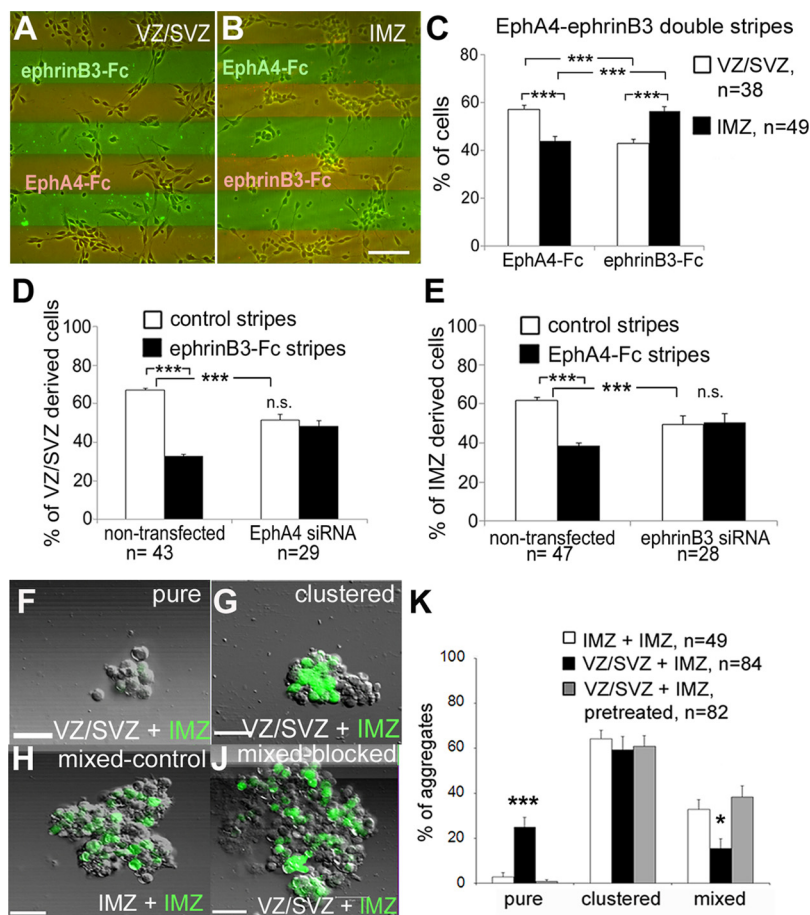 A VZ/SVZ
ephrinB3-Fc
EphA4-Fc
B IMZ
EphA4-Fc
ephrinB3-Fc
C EphA4-ephrinB3 double stripes
***
***
***
***
VZ/SVZ,
n=38
IMZ, n=49
% of cells
80
60
40
20
0
EphA4-Fc ephrinB3-Fc
D
control stripes
ephrinB3-Fc stripes
***
***
n.s.
% of VZ/SVZ derived cells
100
80
60
40
20
0
non-transfected EphA4 siRNA
n= 43 n=29
E
control stripes
EphA4-Fc stripes
***
***
n.s.
% of IMZ derived cells
100
80
60
40
20
0
non-transfected ephrinB3 siRNA
n= 47 n=28
F pure
VZ/SVZ + IMZ
G clustered
VZ/SVZ + IMZ
H mixed-control
IMZ + IMZ
J mixed-blocked
VZ/SVZ + IMZ
K
IMZ + IMZ, n=49
VZ/SVZ + IMZ, n=84
VZ/SVZ + IMZ,
pretreated, n=82
% of aggregates
100
80
60
40
20
0
***
*
pure clustered mixed